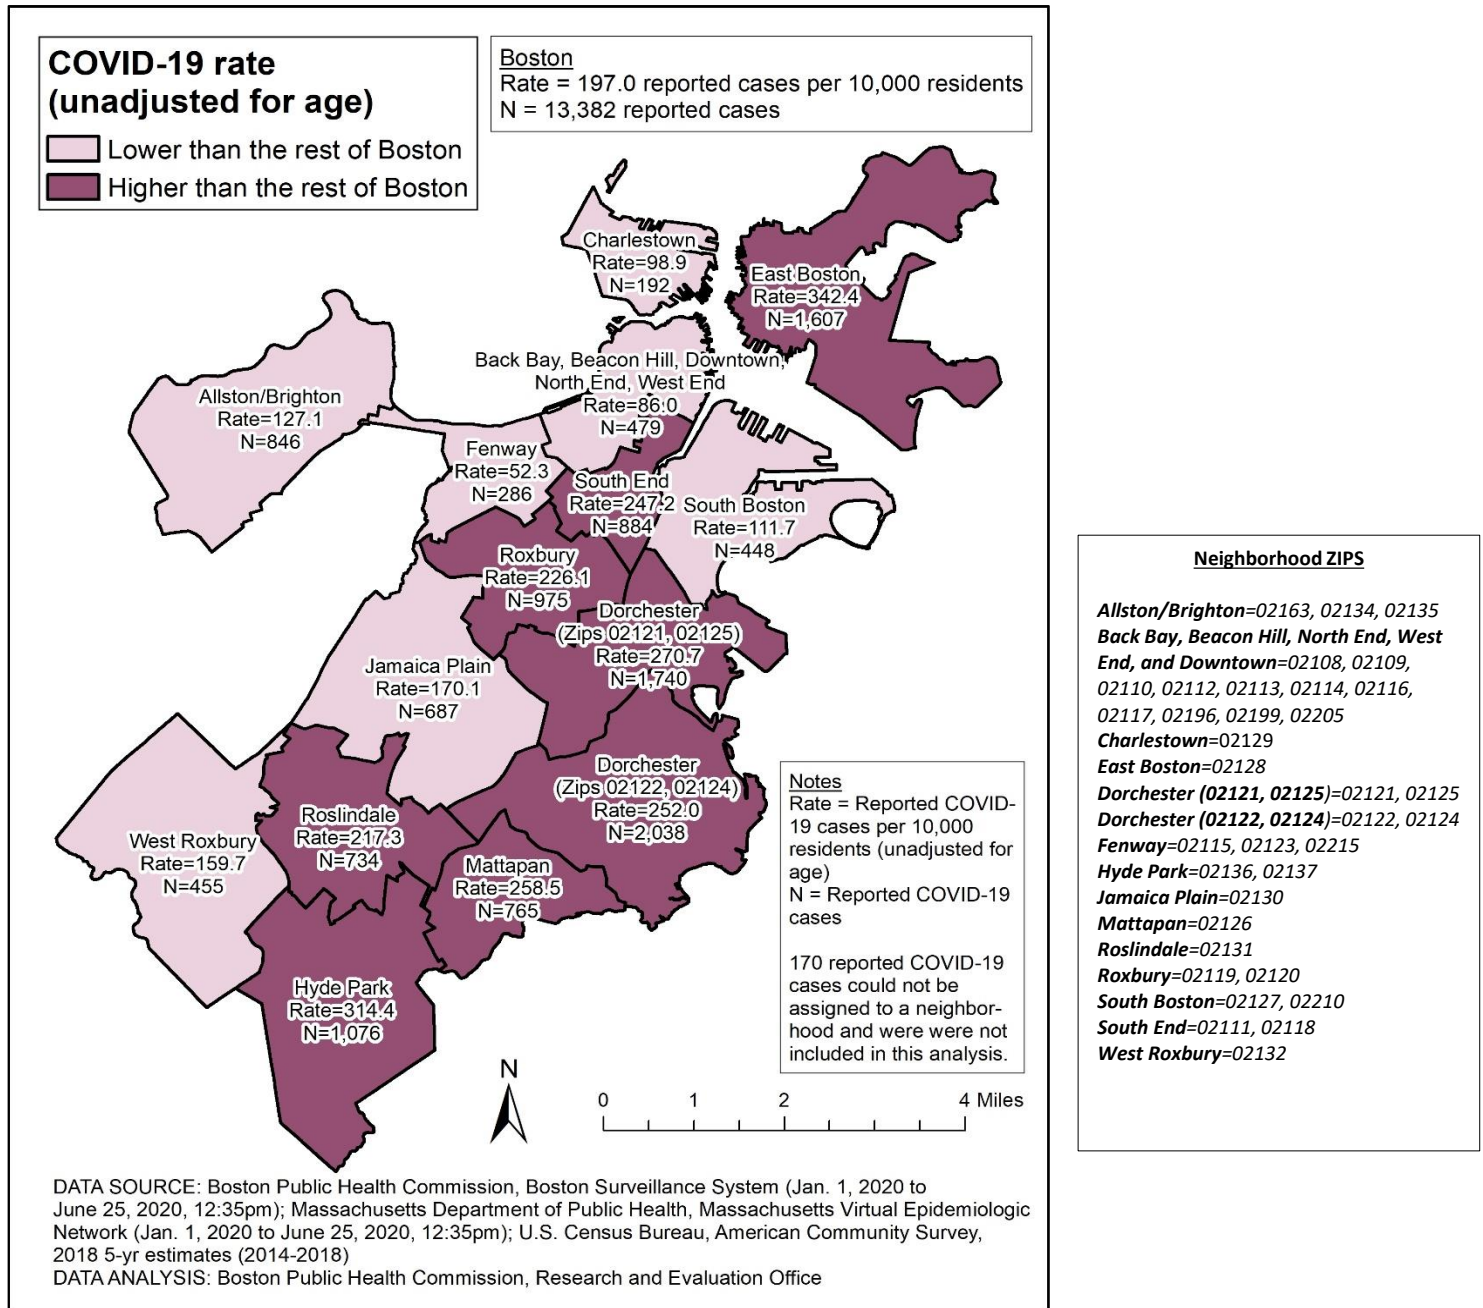 COVID-19 rate
(unadjusted for age)
Lower than the rest of Boston
Higher than the rest of Boston
Boston
Rate = 197.0 reported cases per 10,000 residents
N = 13,382 reported cases
Charlestown
Rate=98.9
N=192
East Boston
Rate=342.4
N=1,607
Back Bay, Beacon Hill, Downtown,
North End, West End
Rate=86.0
N=479
Allston/Brighton
Rate=127.1
N=846
Fenway
Rate=52.3
N=286
South End
Rate=247.2
N=884
South Boston
Rate=111.7
N=448
Roxbury
Rate=226.1
N=975
Dorchester
(Zips 02121, 02125)
Rate=270.7
N=1,740
Jamaica Plain
Rate=170.1
N=687
Dorchester
(Zips 02122, 02124)
Rate=252.0
N=2,038
Roslindale
Rate=217.3
N=734
West Roxbury
Rate=159.7
N=455
Mattapan
Rate=258.5
N=765
Hyde Park
Rate=314.4
N=1,076
Notes
Rate = Reported COVID-
19 cases per 10,000
residents (unadjusted for
age)
N = Reported COVID-19
cases
170 reported COVID-19
cases could not be
assigned to a neighbor-
hood and were were not
included in this analysis.
N
0 1 2 4 Miles
DATA SOURCE: Boston Public Health Commission, Boston Surveillance System (Jan. 1, 2020 to
June 25, 2020, 12:35pm); Massachusetts Department of Public Health, Massachusetts Virtual Epidemiologic
Network (Jan. 1, 2020 to June 25, 2020, 12:35pm); U.S. Census Bureau, American Community Survey,
2018 5-yr estimates (2014-2018)
DATA ANALYSIS: Boston Public Health Commission, Research and Evaluation Office
Neighborhood ZIPS
Allston/Brighton=02163, 02134, 02135
Back Bay, Beacon Hill, North End, West
End, and Downtown=02108, 02109,
02110, 02112, 02113, 02114, 02116,
02117, 02196, 02199, 02205
Charlestown=02129
East Boston=02128
Dorchester (02121, 02125)=02121, 02125
Dorchester (02122, 02124)=02122, 02124
Fenway=02115, 02123, 02215
Hyde Park=02136, 02137
Jamaica Plain=02130
Mattapan=02126
Roslindale=02131
Roxbury=02119, 02120
South Boston=02127, 02210
South End=02111, 02118
West Roxbury=02132